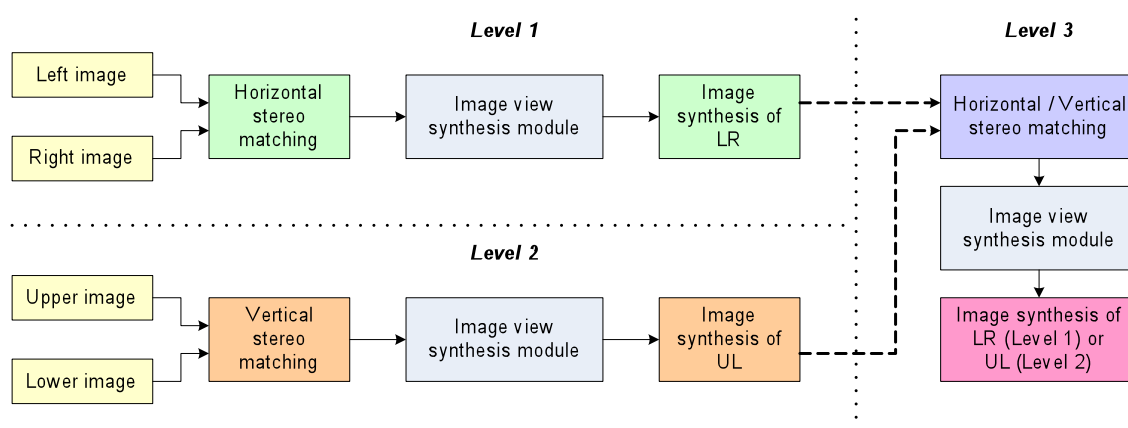 Level 1
Left image
Right image
Horizontal
stereo
matching
Image view
synthesis module
Image
synthesis of
LR
Level 2
Upper image
Lower image
Vertical
stereo
matching
Image view
synthesis module
Image
synthesis of
UL
Level 3
Horizontal / Vertical
stereo matching
Image view
synthesis module
Image synthesis of
LR (Level 1) or
UL (Level 2)